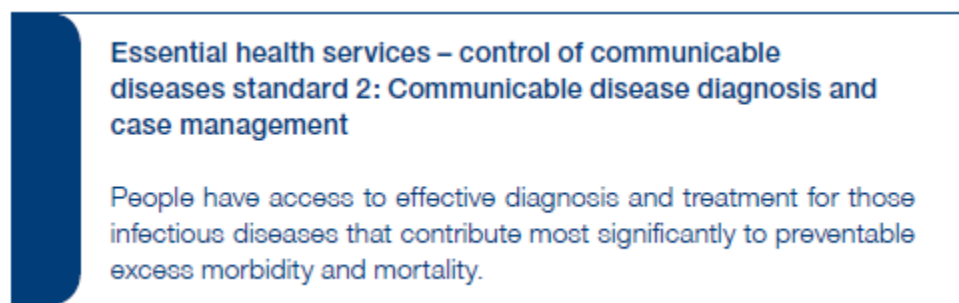 Essential health services – control of communicable
diseases standard 2: Communicable disease diagnosis and
case management
People have access to effective diagnosis and treatment for those
infectious diseases that contribute most significantly to preventable
excess morbidity and mortality.